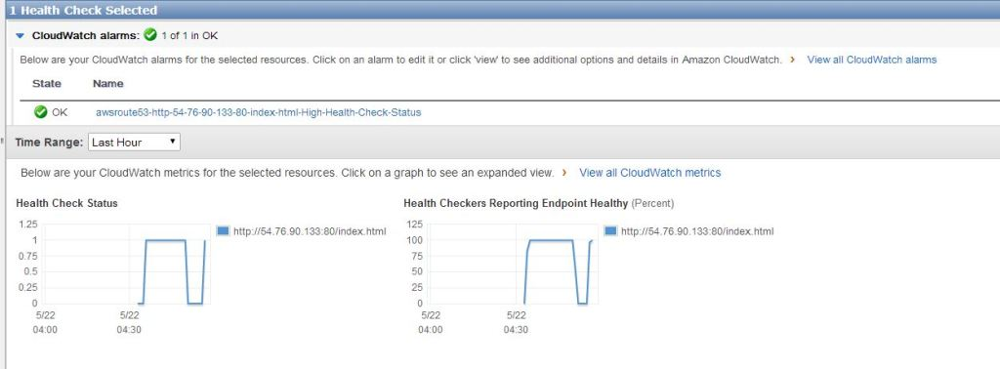 1 Health Check Selected
CloudWatch alarms: 1 of 1 in OK
Below are your CloudWatch alarms for the selected resources. Click on an alarm to edit it or click 'view' to see additional options and details in Amazon CloudWatch. › View all CloudWatch alarms
State Name
OK awsroute53-http-54-76-90-133-80-index-html-High-Health-Check-Status
Time Range: Last Hour
Below are your CloudWatch metrics for the selected resources. Click on a graph to see an expanded view. › View all CloudWatch metrics
Health Check Status
1.25
1
0.75
0.5
0.25
0
5/22 5/22
04:00 04:30
http://54.76.90.133:80/index.html
Health Checkers Reporting Endpoint Healthy (Percent)
125
100
75
50
25
0
5/22 5/22
04:00 04:30
http://54.76.90.133:80/index.html